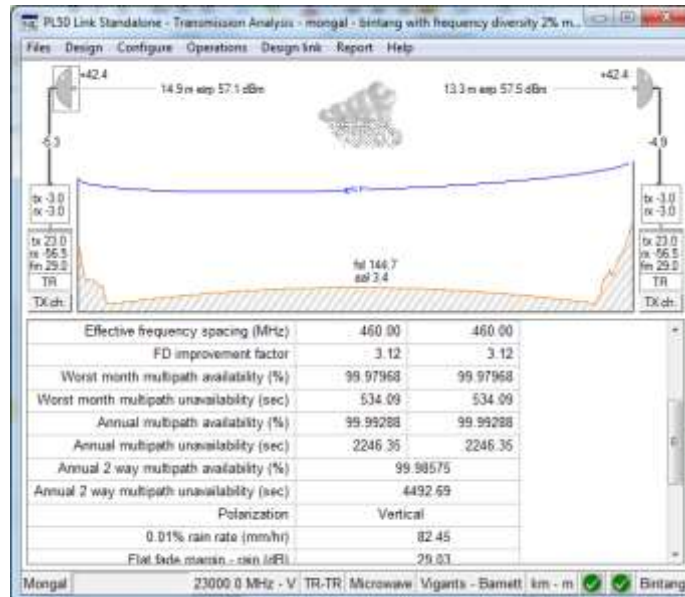 PL50 Link Standalone - Transmission Analysis - mongal - bintang with frequency diversity 2% m...
Files Design Configure Operations Design link Report Help
+42.4 14.9 m eirp 57.1 dBm 13.3 m eirp 57.5 dBm +42.4
-5.3 -4.9
tx -3.0 tx -3.0
rx -3.0 rx -3.0
tx 23.0 tx 23.0
rx -56.5 rx -56.5
fm 29.0 fsl 144.7 fm 29.0
TR aal 3.4 TR
TX ch. TX ch.
Effective frequency spacing (MHz) 460.00 460.00
FD improvement factor 3.12 3.12
Worst month multipath availability (%) 99.97968 99.97968
Worst month multipath unavailability (sec) 534.09 534.09
Annual multipath availability (%) 99.99288 99.99288
Annual multipath unavailability (sec) 2246.35 2246.35
Annual 2 way multipath availability (%) 99.98575
Annual 2 way multipath unavailability (sec) 4492.69
Polarization Vertical
0.01% rain rate (mm/hr) 82.45
Flat fade margin - rain (dB) 29.03
Mongal 23000.0 MHz - V TR-TR Microwave Vigants - Barnett km - m Bintang